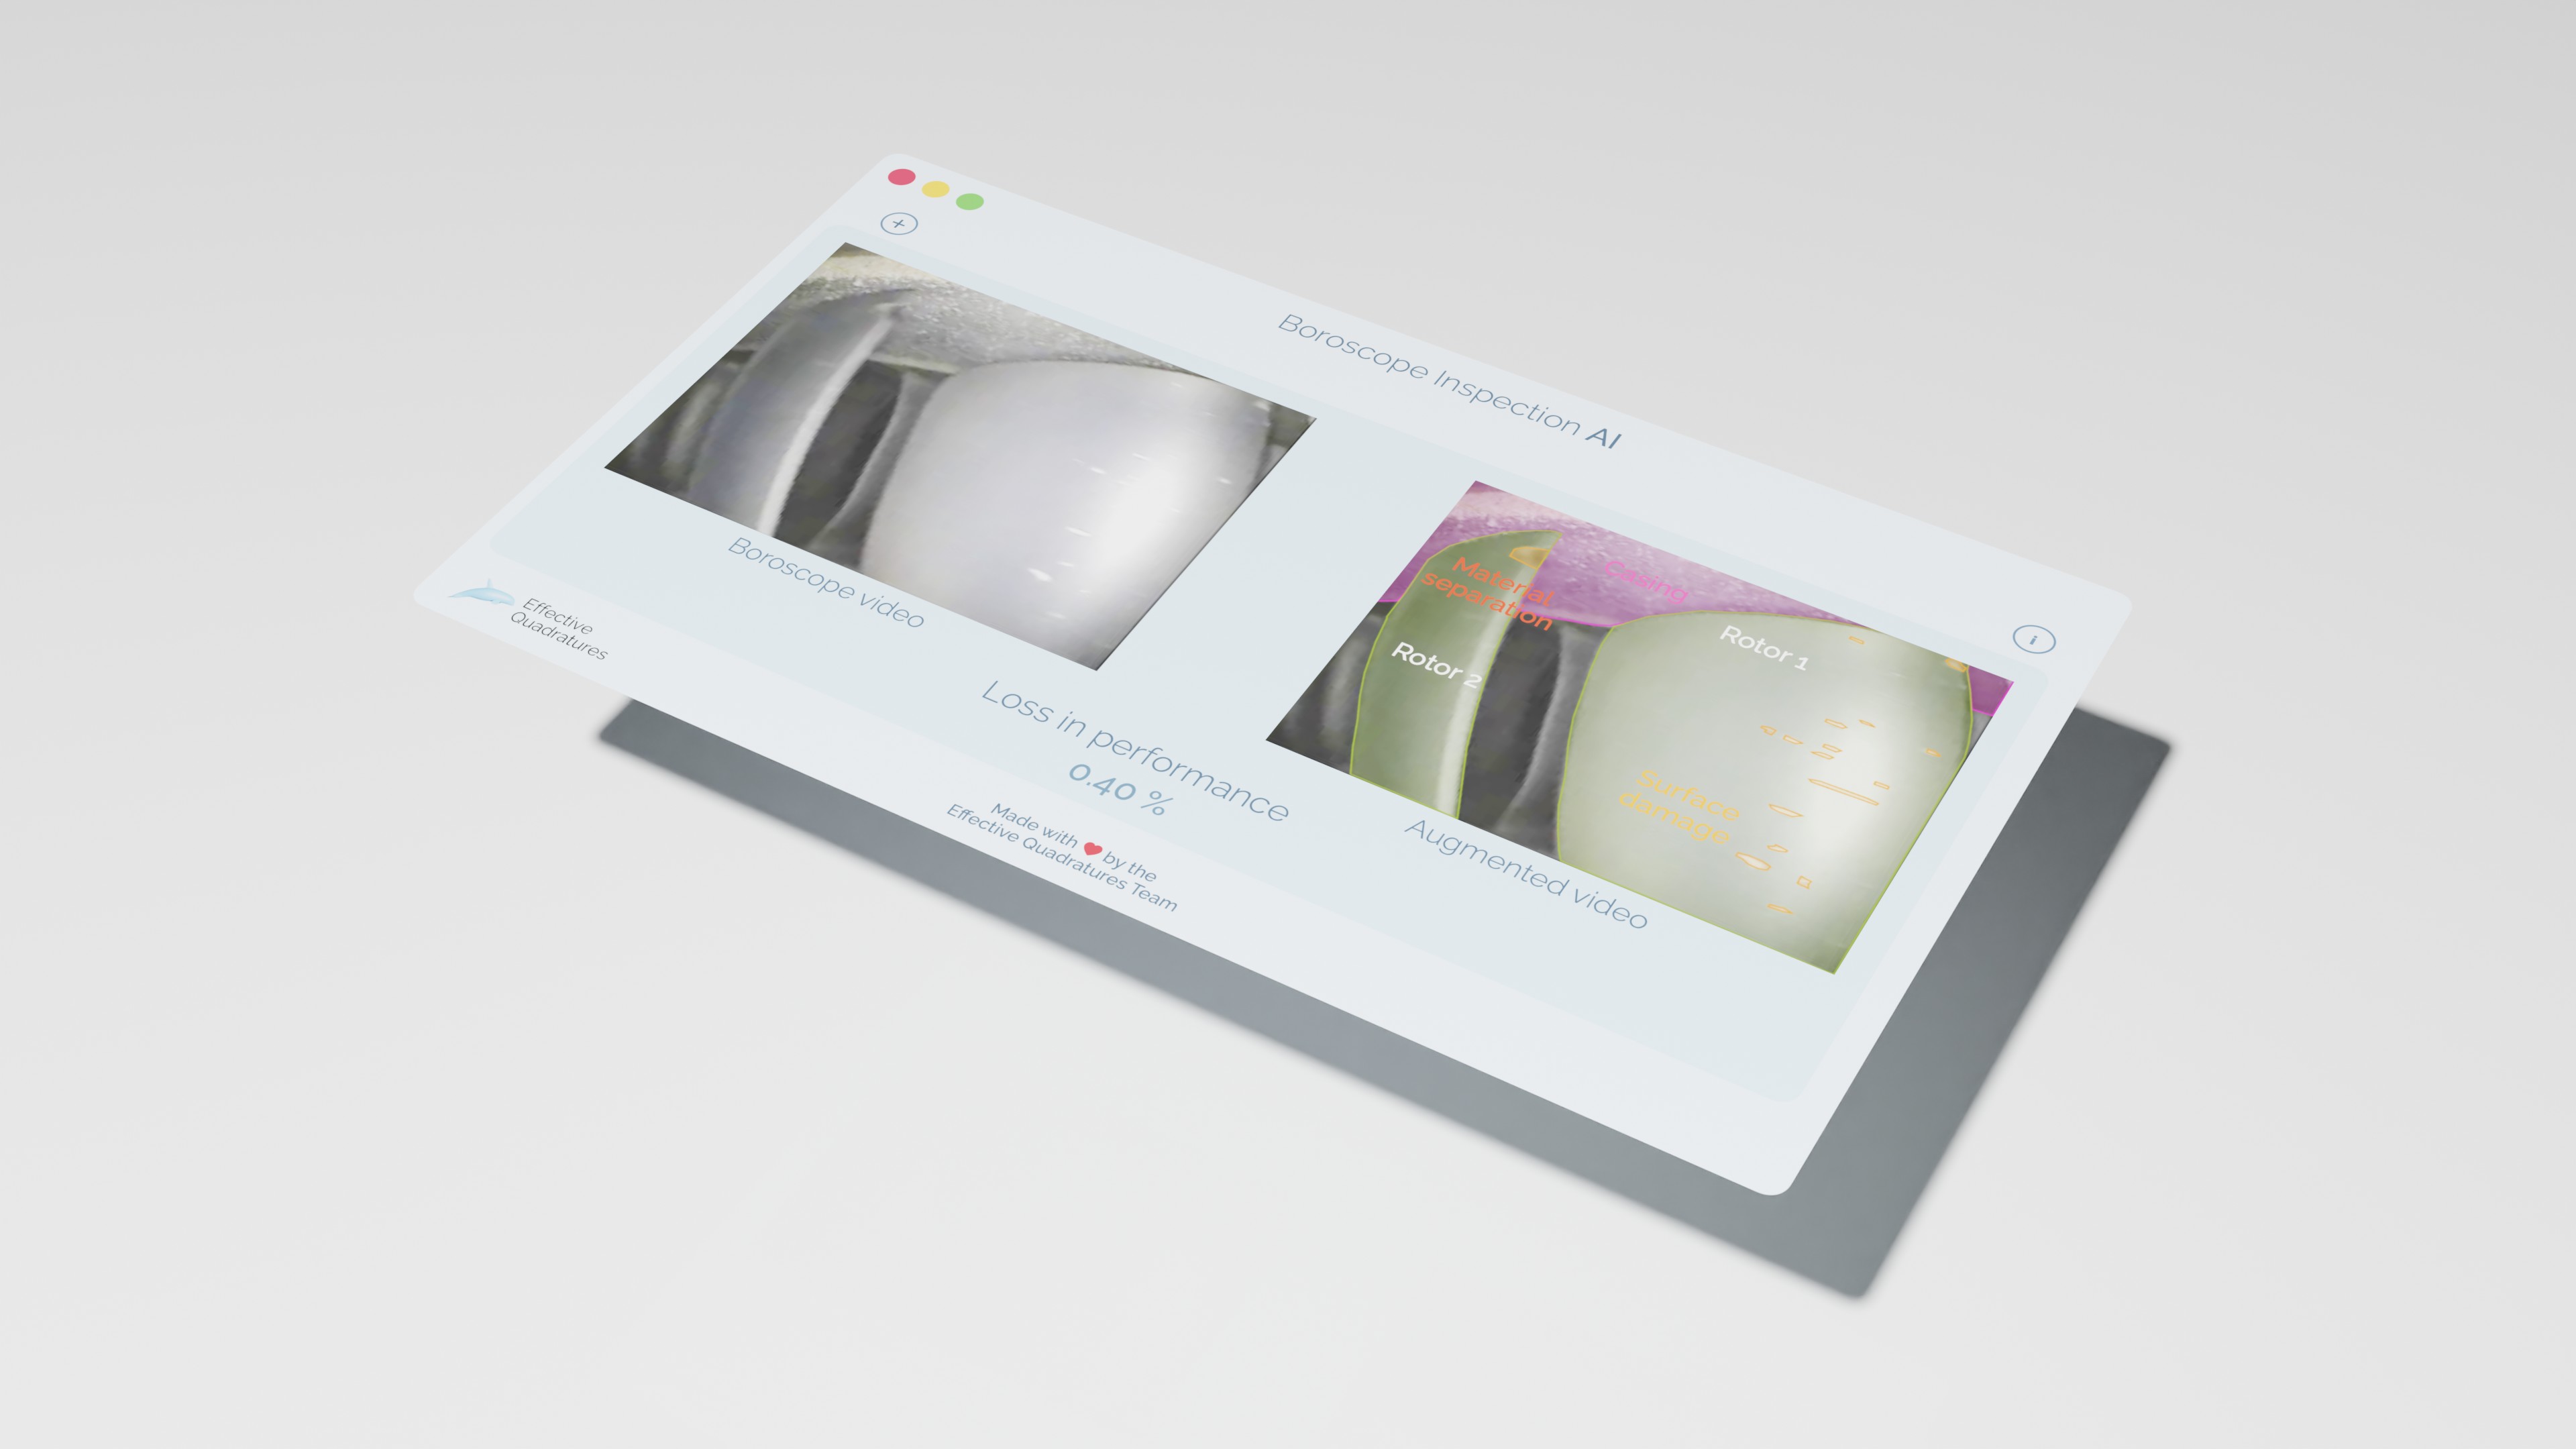 Boroscope Inspection AI
Boroscope video
Material
separation
Casing
Rotor 1
Rotor 2
Surface
damage
Augmented video
Loss in performance
0.40 %
Effective
Quadratures
Made with ❤ by the
Effective Quadratures Team